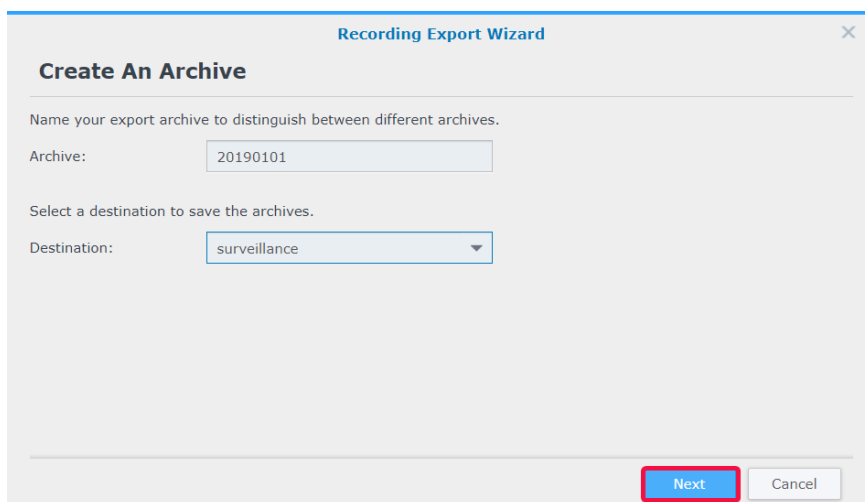 Recording Export Wizard
Create An Archive
Name your export archive to distinguish between different archives.
Archive: 20190101
Select a destination to save the archives.
Destination: surveillance
Next Cancel